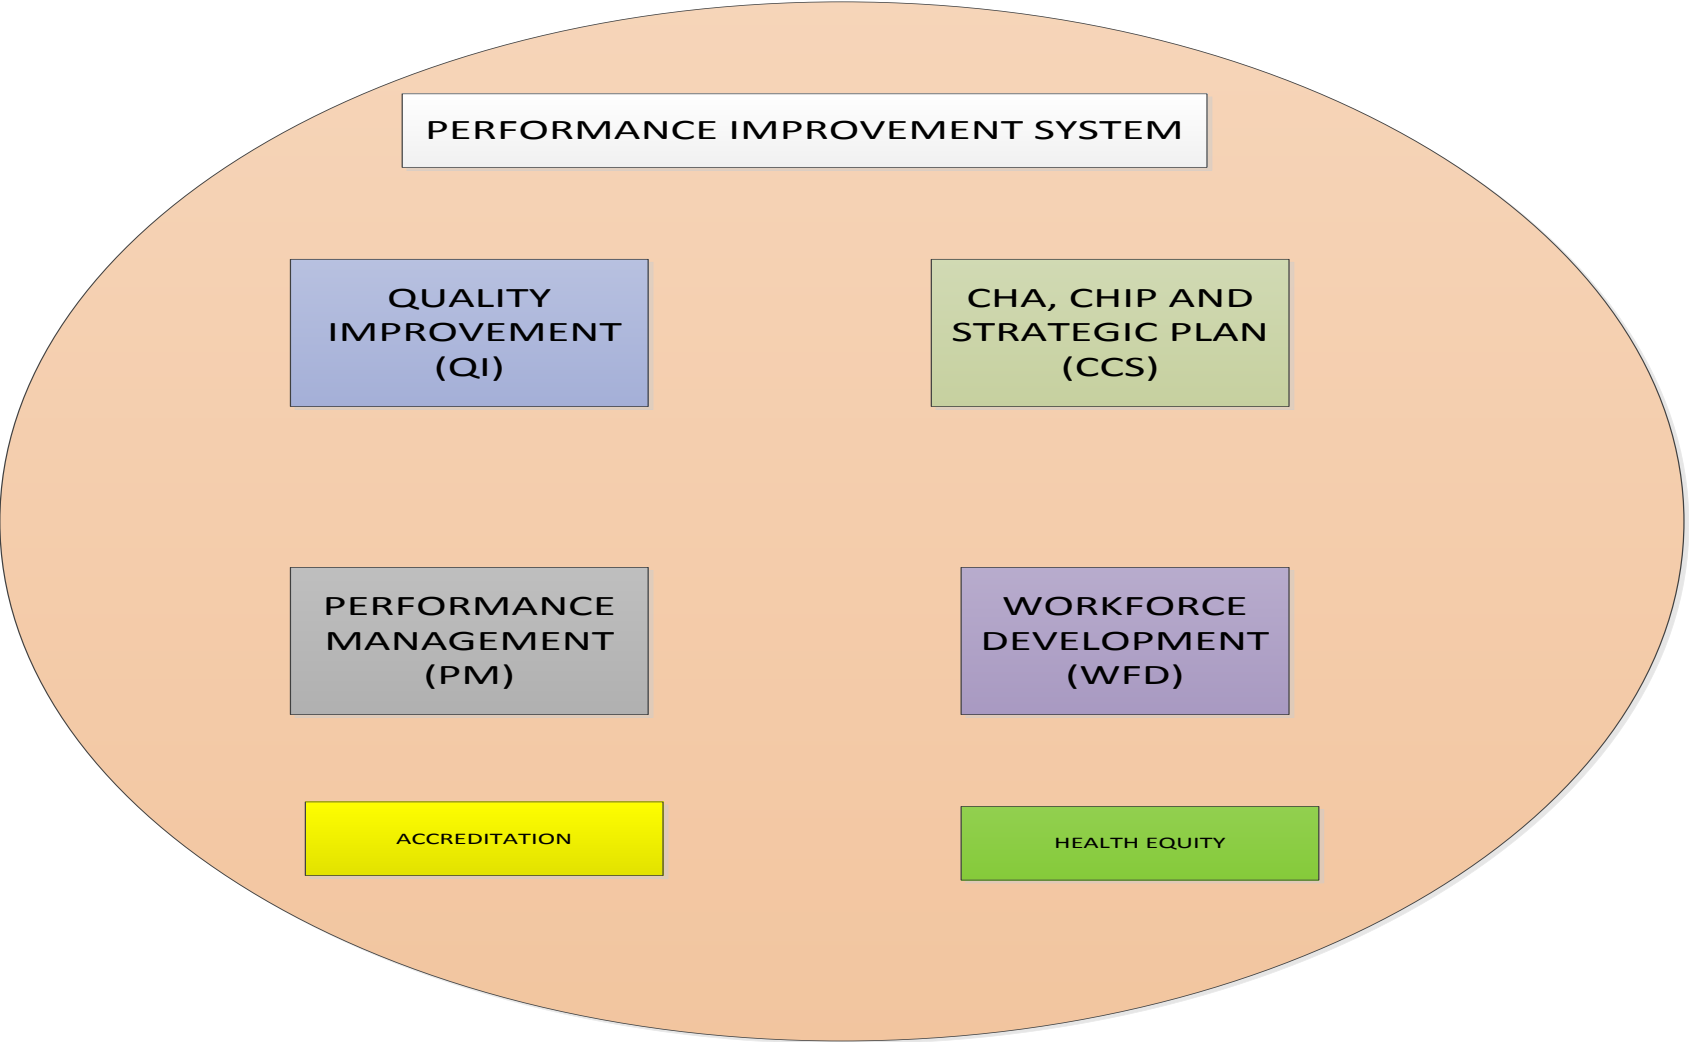 PERFORMANCE IMPROVEMENT SYSTEM
QUALITY
IMPROVEMENT
(QI)
CHA, CHIP AND
STRATEGIC PLAN
(CCS)
PERFORMANCE
MANAGEMENT
(PM)
WORKFORCE
DEVELOPMENT
(WFD)
ACCREDITATION
HEALTH EQUITY